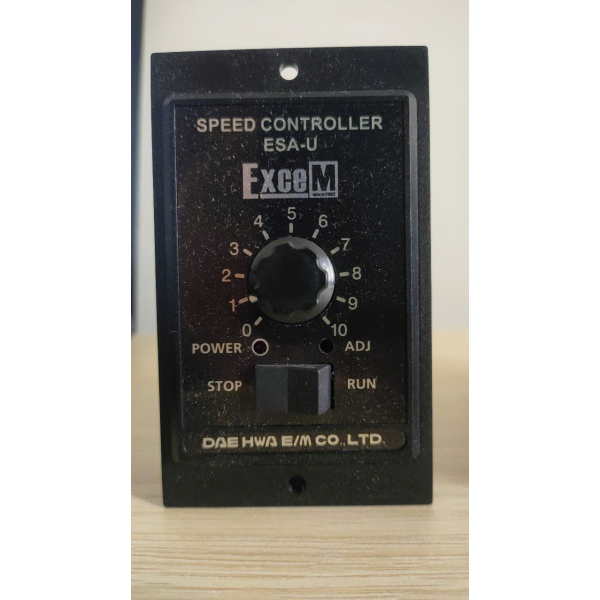 SPEED CONTROLLER
ESA-U
ExceM
5
4 6
3 7
2 8
1 9
0 10
POWER ADJ
STOP RUN
DAE HWA E/M CO.,LTD.